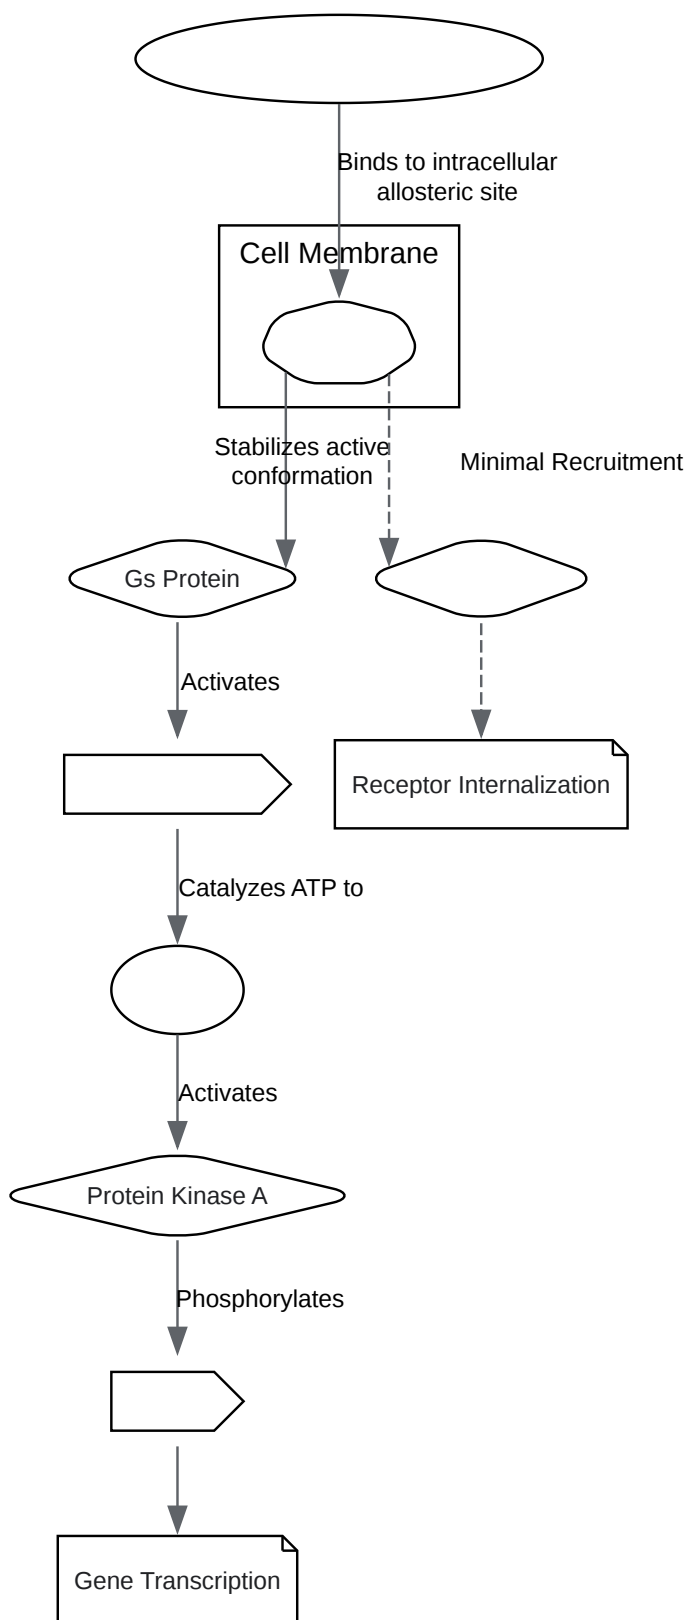 Binds to intracellular
allosteric site
Cell Membrane
Stabilizes active
conformation
Minimal Recruitment
Gs Protein
Activates
Receptor Internalization
Catalyzes ATP to
Activates
Protein Kinase A
Phosphorylates
Gene Transcription